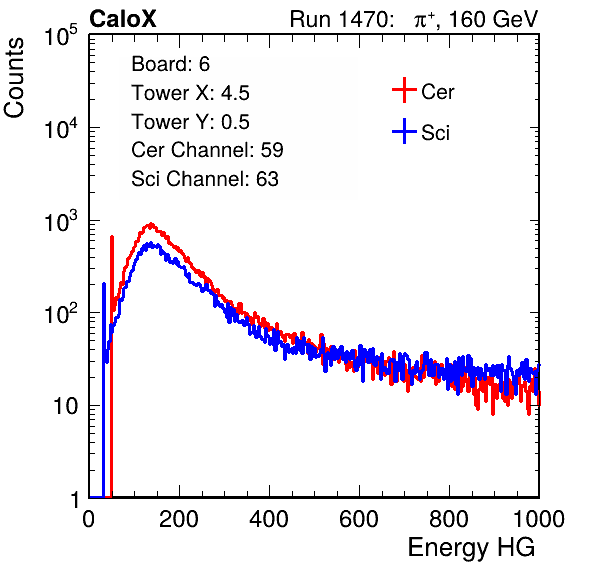 CaloX Run 1470: π⁺, 160 GeV
Counts
10⁵
10⁴
10³
10²
10
1
Board: 6
Tower X: 4.5
Tower Y: 0.5
Cer Channel: 59
Sci Channel: 63
Cer
Sci
0 200 400 600 800 1000
Energy HG